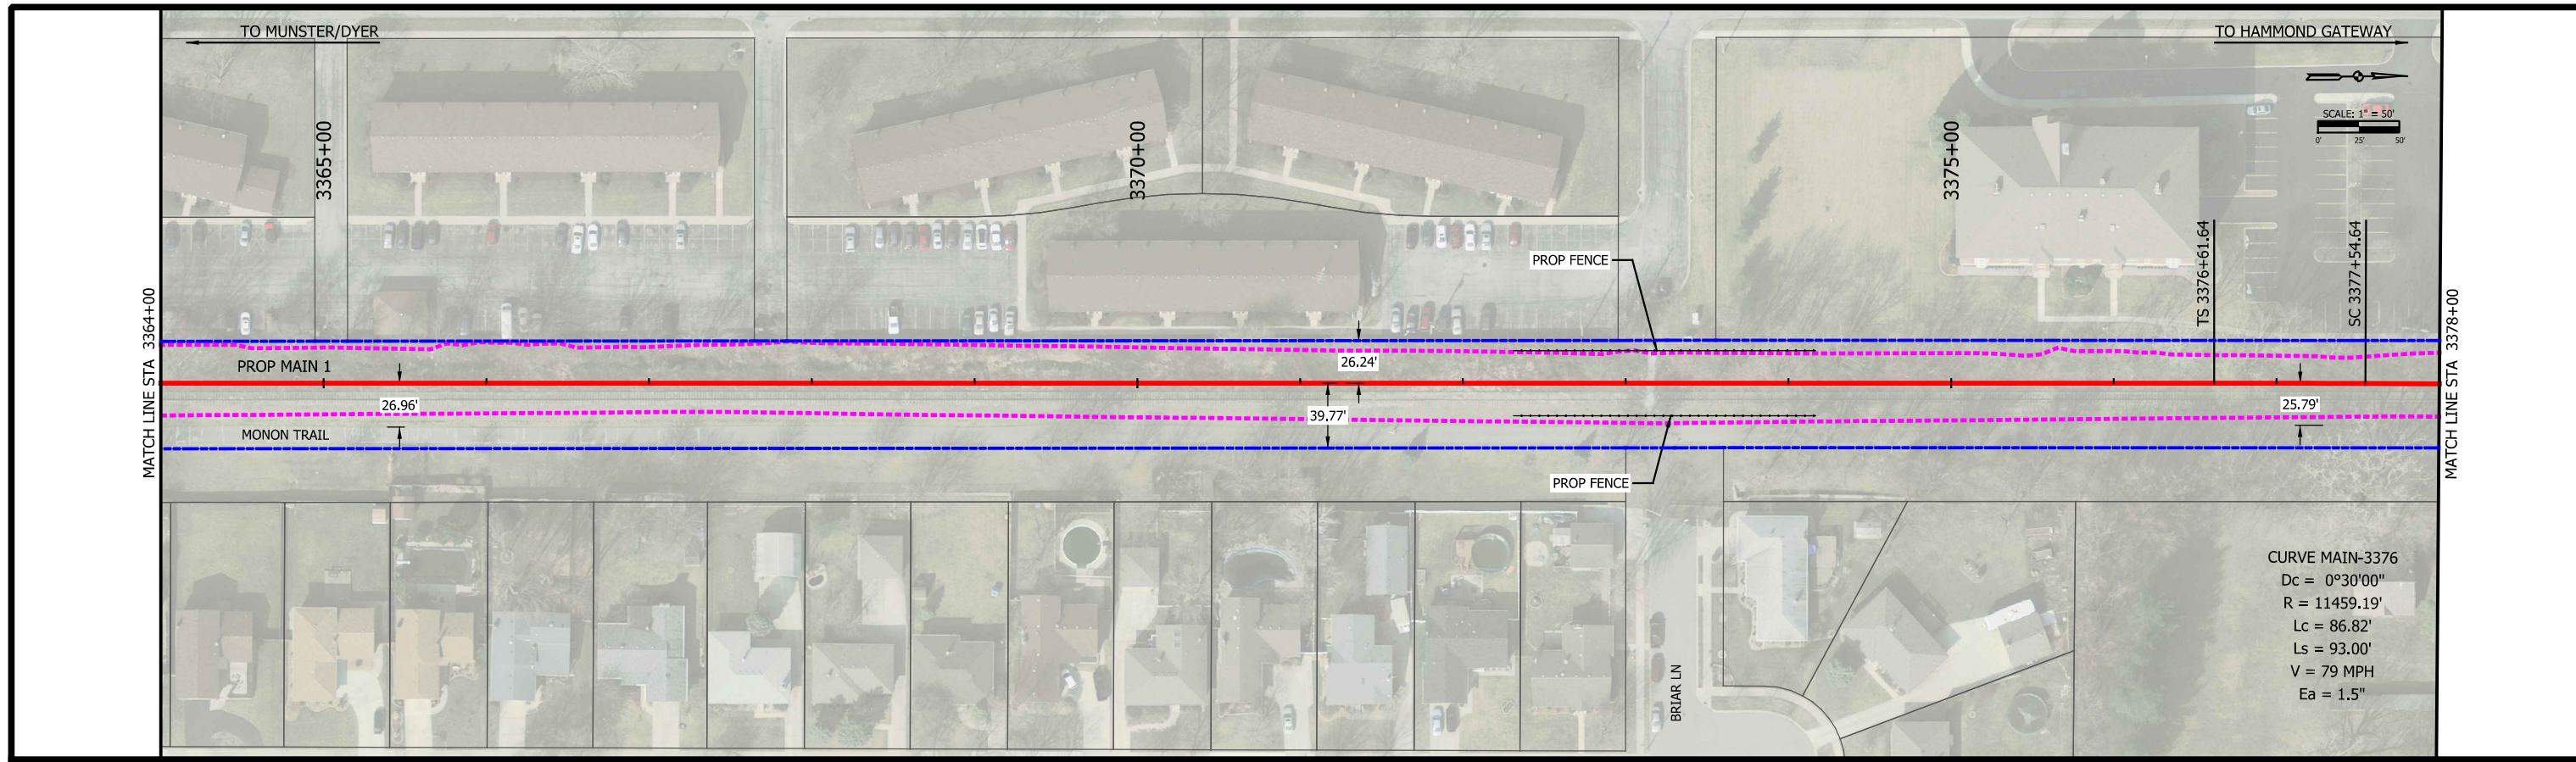 TO MUNSTER/DYER
TO HAMMOND GATEWAY
SCALE: 1" = 50'
0' 25' 50'
3365+00
3370+00
3375+00
TS 3376+61.64
SC 3377+54.64
PROP FENCE
MATCH LINE STA 3364+00
MATCH LINE STA 3378+00
PROP MAIN 1
26.24'
26.96'
39.77'
25.79'
MONON TRAIL
PROP FENCE
BRIAR LN
CURVE MAIN-3376
Dc = 0°30'00"
R = 11459.19'
Lc = 86.82'
Ls = 93.00'
V = 79 MPH
Ea = 1.5"